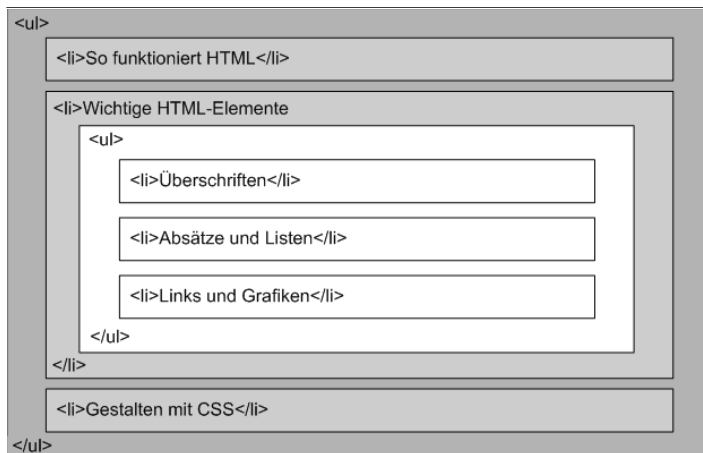 <ul>
<li>So funktioniert HTML</li>
<li>Wichtige HTML-Elemente
<ul>
<li>Überschriften</li>
<li>Absätze und Listen</li>
<li>Links und Grafiken</li>
</ul>
</li>
<li>Gestalten mit CSS</li>
</ul>